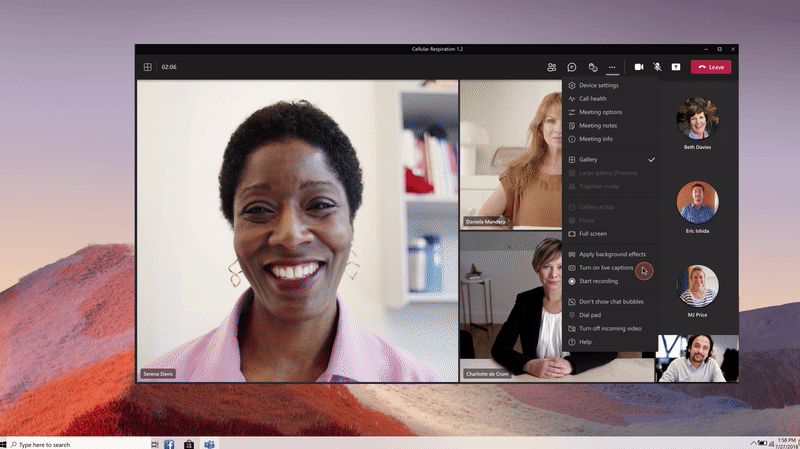 Cellular Respiration 1.2
02:06
Leave
Device settings
Call health
Meeting options
Meeting notes
Meeting info
Gallery
Large gallery (Preview)
Together mode
Gallery at top
Focus
Full screen
Apply background effects
Turn on live captions
Start recording
Don't show chat bubbles
Dial pad
Turn off incoming video
Help
Beth Davies
Eric Ishida
MJ Price
Daniela Mandera
Serena Davis
Charlotte de Crum
Type here to search
1:58 PM
7/27/2018